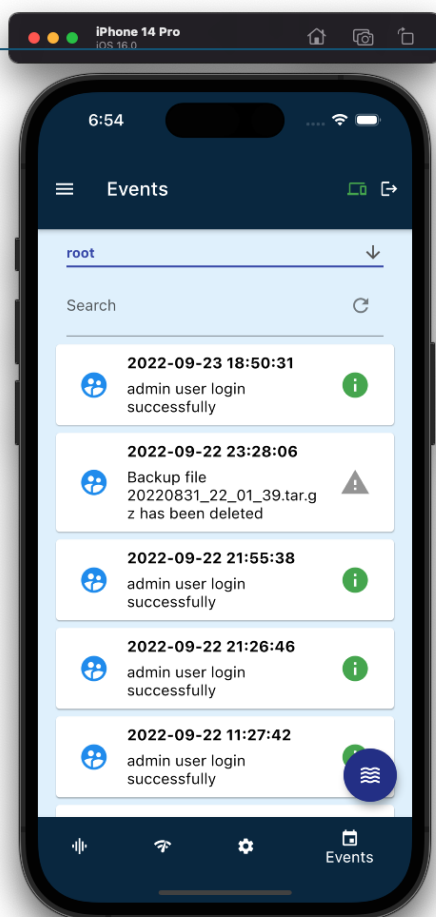 iPhone 14 Pro
iOS 16.0
6:54
Events
root
Search
2022-09-23 18:50:31
admin user login
successfully
2022-09-22 23:28:06
Backup file
20220831_22_01_39.tar.g
z has been deleted
2022-09-22 21:55:38
admin user login
successfully
2022-09-22 21:26:46
admin user login
successfully
2022-09-22 11:27:42
admin user login
successfully
Events